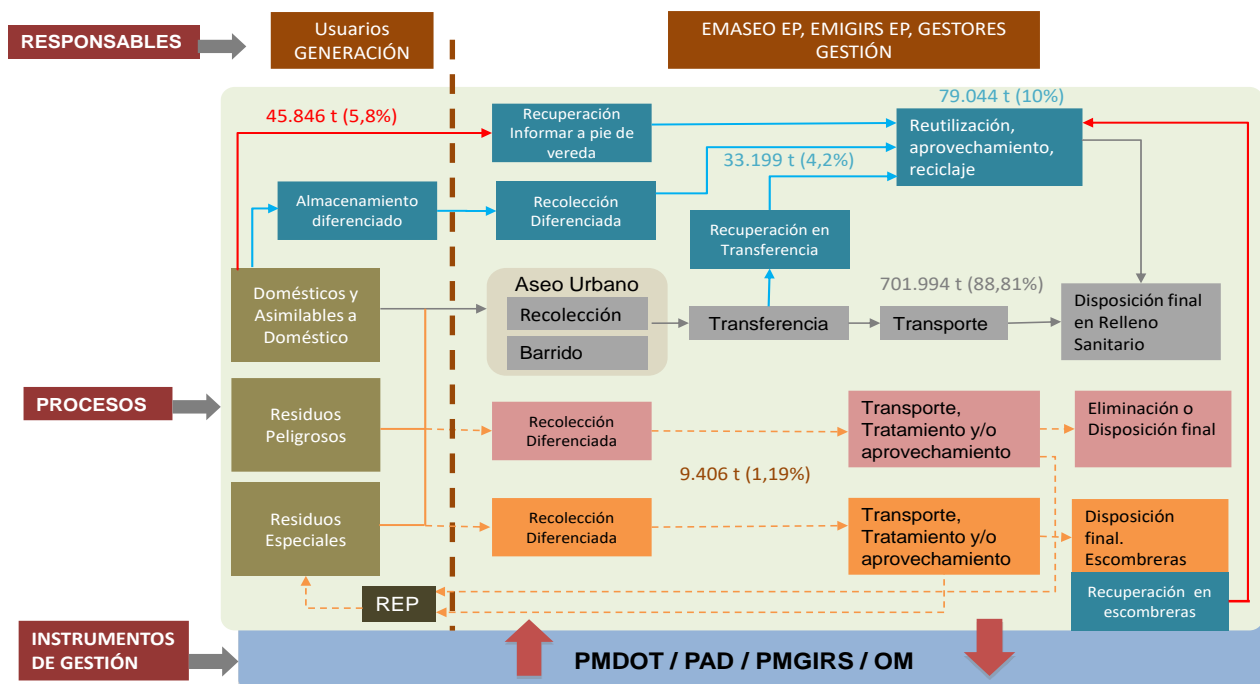 RESPONSABLES
Usuarios
GENERACIÓN
EMASEO EP, EMIGIRS EP, GESTORES
GESTIÓN
45.846 t (5,8%)
Recuperación
Informar a pie de
vereda
79.044 t (10%)
Reutilización,
aprovechamiento,
reciclaje
33.199 t (4,2%)
Almacenamiento
diferenciado
Recolección
Diferenciada
Recuperación en
Transferencia
Domésticos y
Asimilables a
Doméstico
Aseo Urbano
Recolección
Barrido
Transferencia
701.994 t (88,81%)
Transporte
Disposición final
en Relleno
Sanitario
PROCESOS
Residuos
Peligrosos
Recolección
Diferenciada
Transporte,
Tratamiento y/o
aprovechamiento
Eliminación o
Disposición final
9.406 t (1,19%)
Residuos
Especiales
Recolección
Diferenciada
Transporte,
Tratamiento y/o
aprovechamiento
Disposición
final.
Escombreras
REP
Recuperación en
escombreras
INSTRUMENTOS
DE GESTIÓN
PMDOT / PAD / PMGIRS / OM